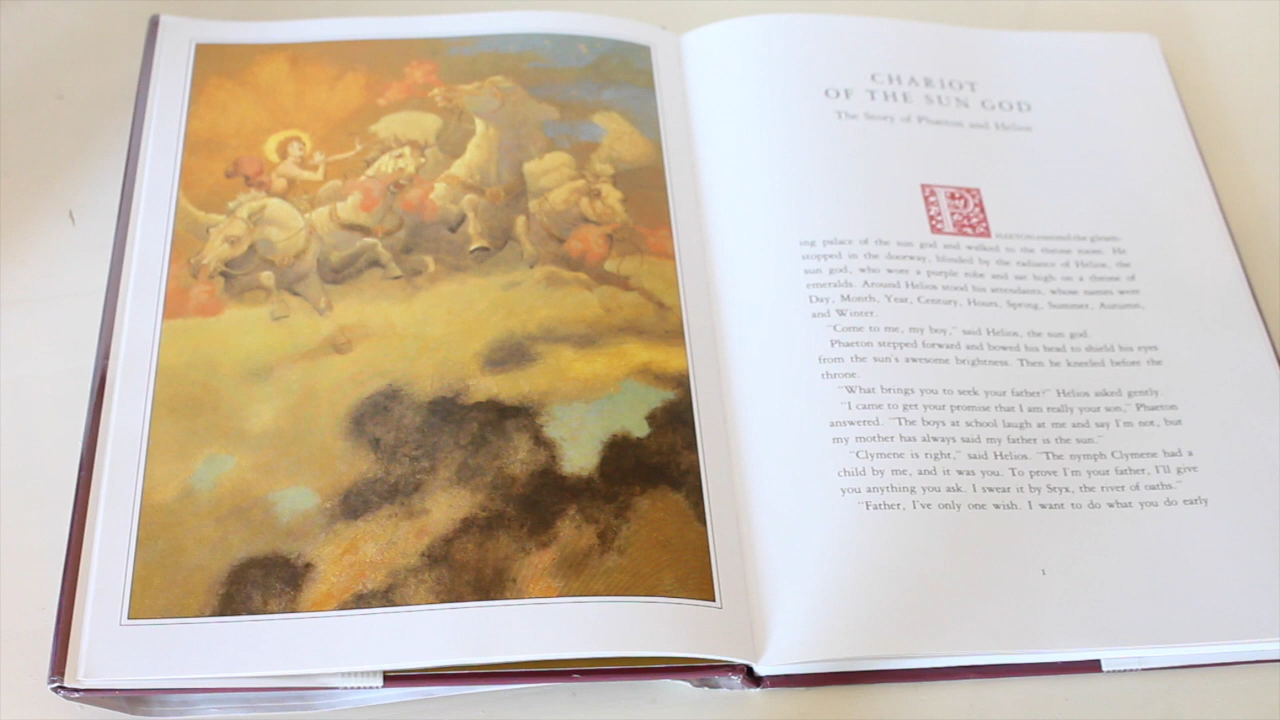 CHARIOT
OF THE SUN GOD
The Story of Phaeton and Helios
PHAETON entered the gleam-
ing palace of the sun god and walked to the throne room. He
stopped in the doorway, blinded by the radiance of Helios, the
sun god, who wore a purple robe and sat high on a throne of
emeralds. Around Helios stood his attendants, whose names were
Day, Month, Year, Century, Hours, Spring, Summer, Autumn,
and Winter.
"Come to me, my boy," said Helios, the sun god.
Phaeton stepped forward and bowed his head to shield his eyes
from the sun's awesome brightness. Then he kneeled before the
throne.
"What brings you to seek your father?" Helios asked gently.
"I came to get your promise that I am really your son," Phaeton
answered. "The boys at school laugh at me and say I'm not, but
my mother has always said my father is the sun."
"Clymene is right," said Helios. "The nymph Clymene had a
child by me, and it was you. To prove I'm your father, I'll give
you anything you ask. I swear it by Styx, the river of oaths."
"Father, I've only one wish. I want to do what you do early
1